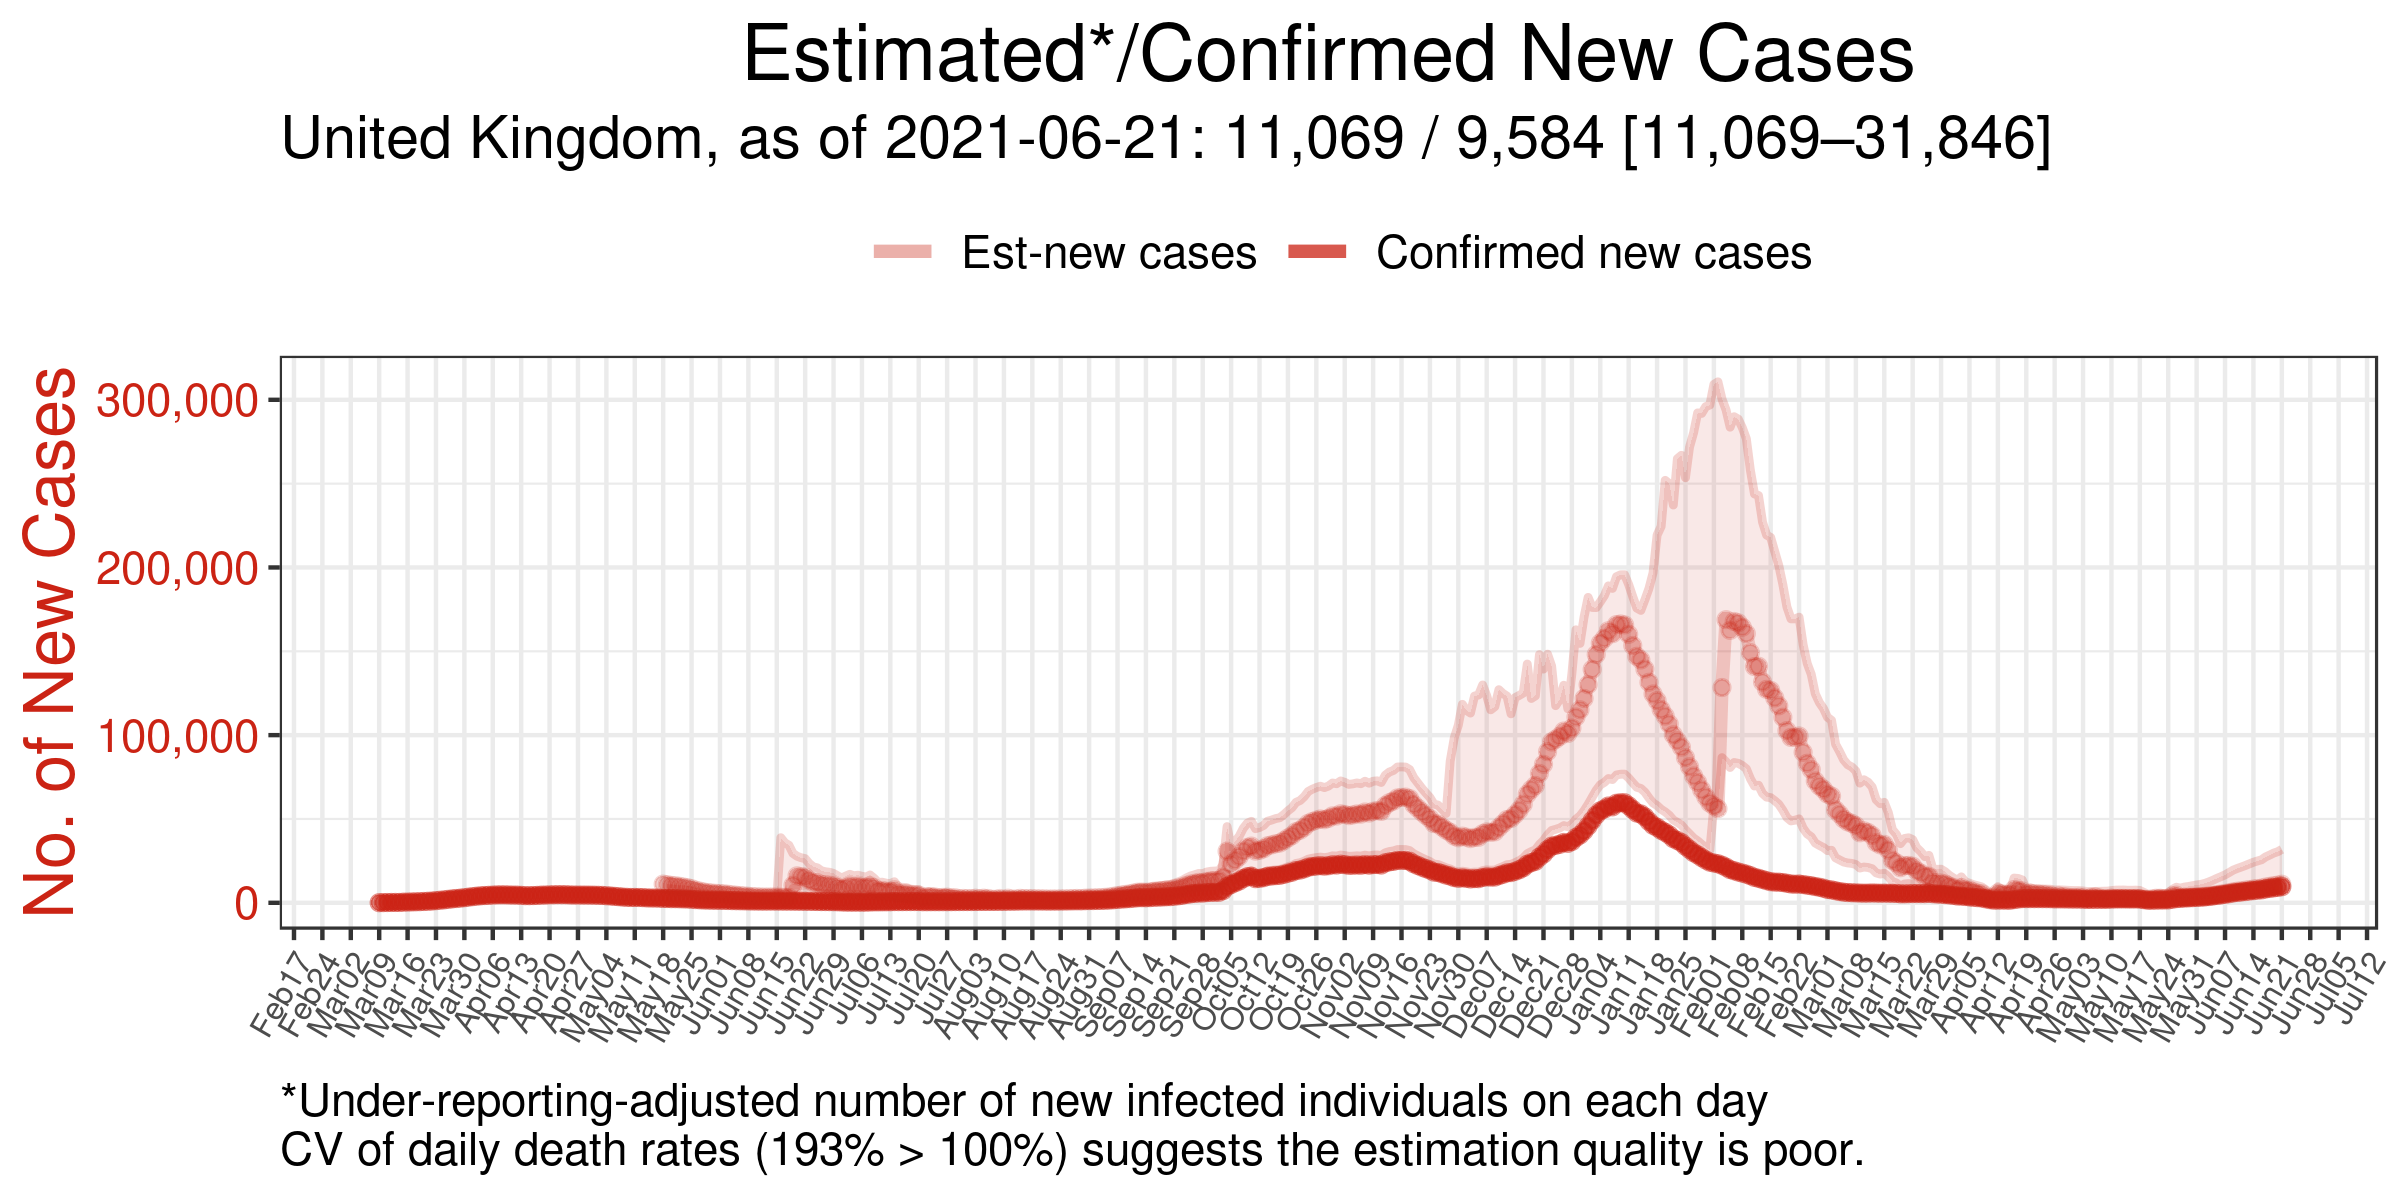 Estimated*/Confirmed New Cases
United Kingdom, as of 2021-06-21: 11,069 / 9,584 [11,069–31,846]
Est-new cases Confirmed new cases
No. of New Cases
300,000
200,000
100,000
0
Feb17 Feb24 Mar02 Mar09 Mar16 Mar23 Mar30 Apr06 Apr13 Apr20 Apr27 May04 May11 May18 May25 Jun01 Jun08 Jun15 Jun22 Jun29 Jul06 Jul13 Jul20 Jul27 Aug03 Aug10 Aug17 Aug24 Aug31 Sep07 Sep14 Sep21 Sep28 Oct05 Oct12 Oct19 Oct26 Nov02 Nov09 Nov16 Nov23 Nov30 Dec07 Dec14 Dec21 Dec28 Jan04 Jan11 Jan18 Jan25 Feb01 Feb08 Feb15 Feb22 Mar01 Mar08 Mar15 Mar22 Mar29 Apr05 Apr12 Apr19 Apr26 May03 May10 May17 May24 May31 Jun07 Jun14 Jun21 Jun28 Jul05 Jul12
*Under-reporting-adjusted number of new infected individuals on each day
CV of daily death rates (193% > 100%) suggests the estimation quality is poor.